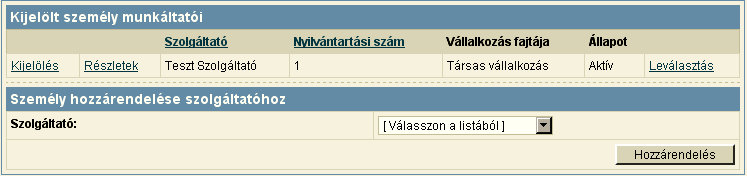 Kijelölt személy munkáltatói
Szolgáltató Nyilvántartási szám Vállalkozás fajtája Állapot
Kijelölés Részletek Teszt Szolgáltató 1 Társas vállalkozás Aktív Leválasztás
Személy hozzárendelése szolgáltatóhoz
Szolgáltató: [ Válasszon a listából ]
Hozzárendelés